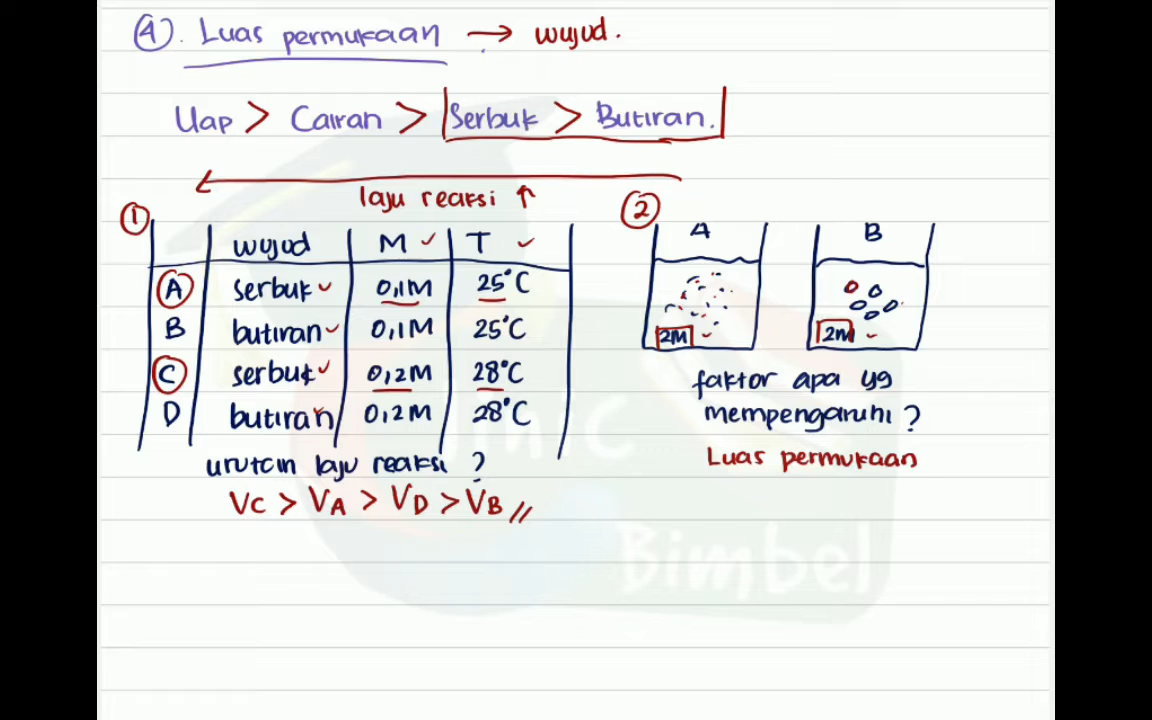 ④. Luas permukaan → wujud.
Uap > Cairan > Serbuk > Butiran.
laju reaksi ↑
①
wujud M ✓ T ✓
A serbuk ✓ 0,1M 25°C
B butiran ✓ 0,1M 25°C
C serbuk ✓ 0,2M 28°C
D butiran 0,2M 28°C
urutan laju reaksi ?
VC > VA > VD > VB //
②
A B
2M ✓ 2M ✓
faktor apa yg
mempengaruhi ?
Luas permukaan
Bimbel